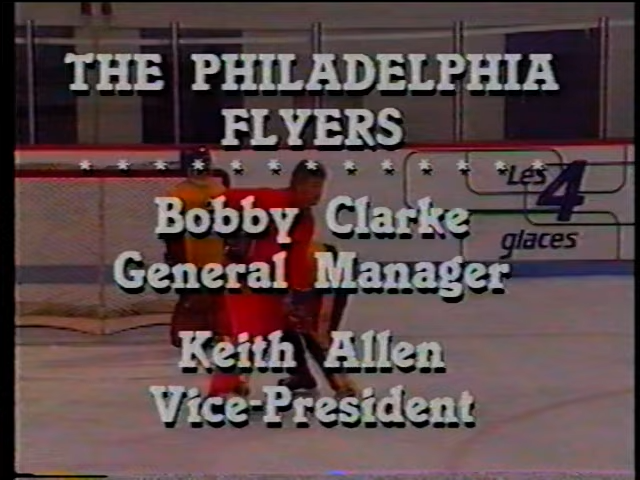 THE PHILADELPHIA
FLYERS
* * * * * * * * * * * * *
Bobby Clarke
General Manager
Keith Allen
Vice-President
Les 4
glaces